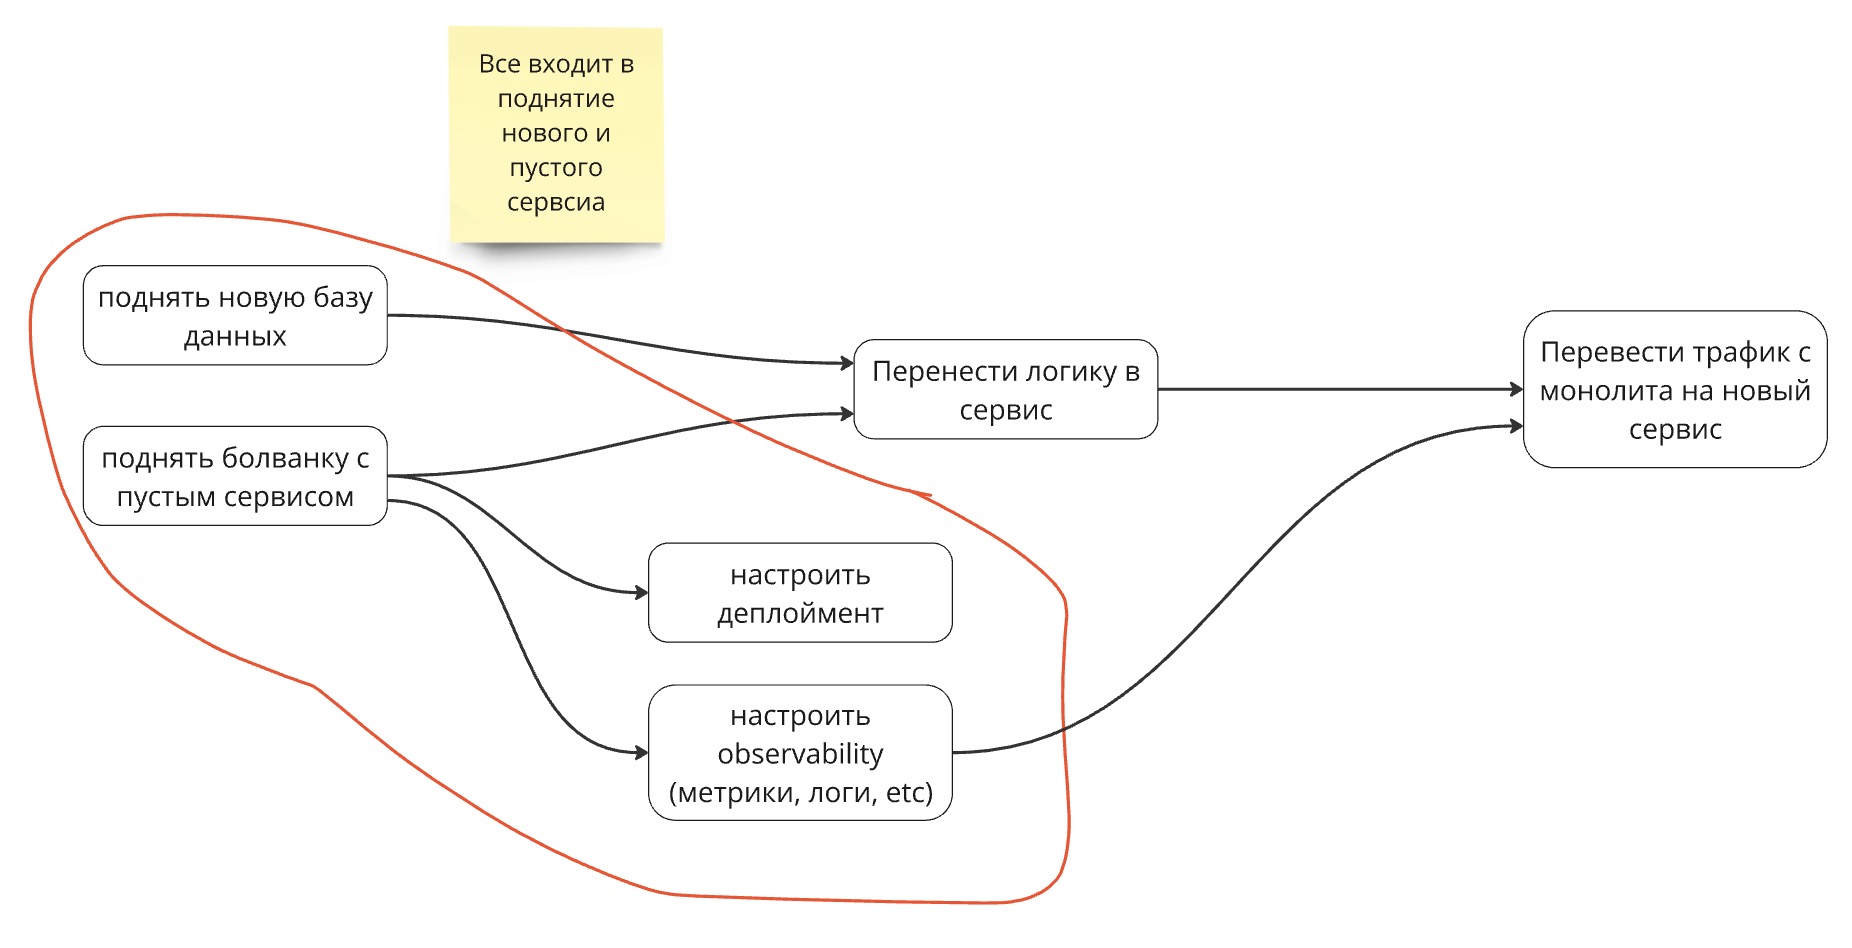 Все входит в
поднятие
нового и
пустого
сервсиа
поднять новую базу
данных
поднять болванку с
пустым сервисом
Перенести логику в
сервис
Перевести трафик с
монолита на новый
сервис
настроить
деплоймент
настроить
observability
(метрики, логи, etc)